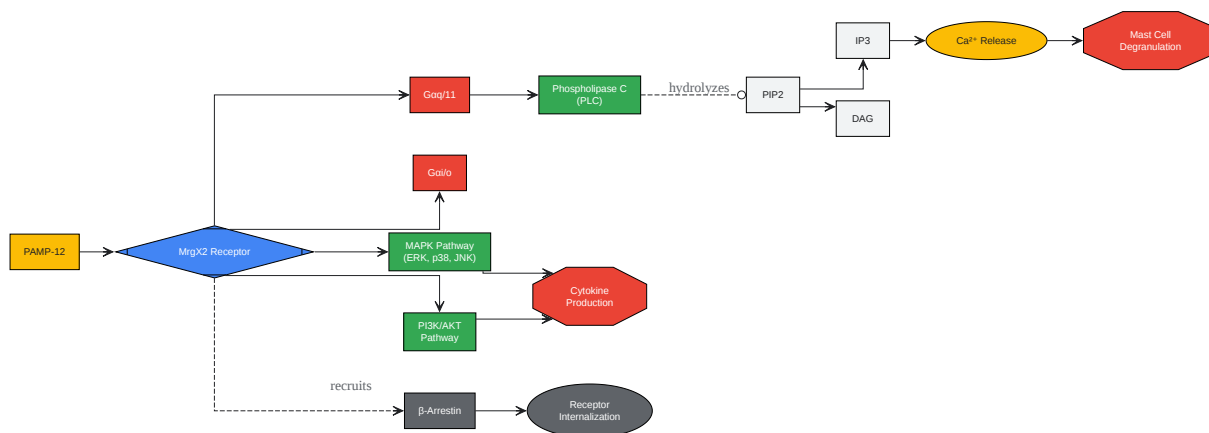 IP3
Ca²⁺ Release
Mast Cell
Degranulation
Gαq/11
Phospholipase C
(PLC)
hydrolyzes
PIP2
DAG
Gαi/o
PAMP-12
MrgX2 Receptor
MAPK Pathway
(ERK, p38, JNK)
Cytokine
Production
PI3K/AKT
Pathway
recruits
β-Arrestin
Receptor
Internalization